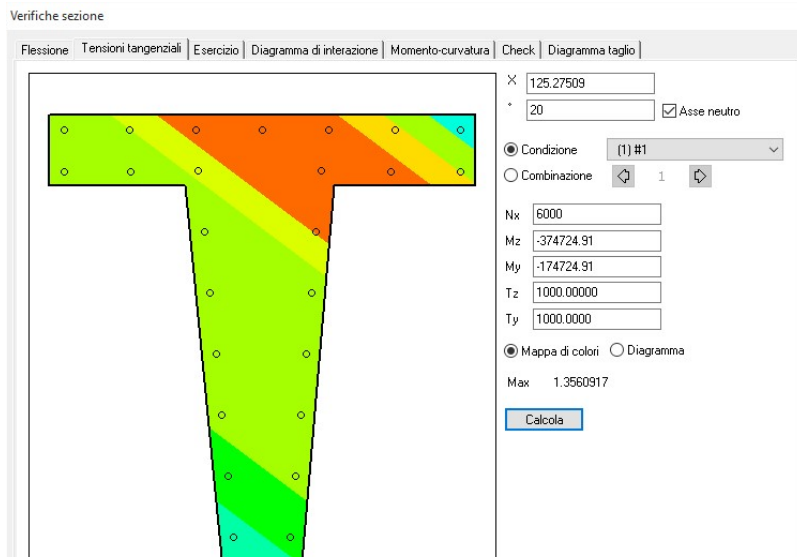 Verifiche sezione
Flessione Tensioni tangenziali Esercizio Diagramma di interazione Momento-curvatura Check Diagramma taglio
X 125.27509
° 20 Asse neutro
Condizione (1) #1
Combinazione 1
Nx 6000
Mz -374724.91
My -174724.91
Tz 1000.00000
Ty 1000.0000
Mappa di colori Diagramma
Max 1.3560917
Calcola